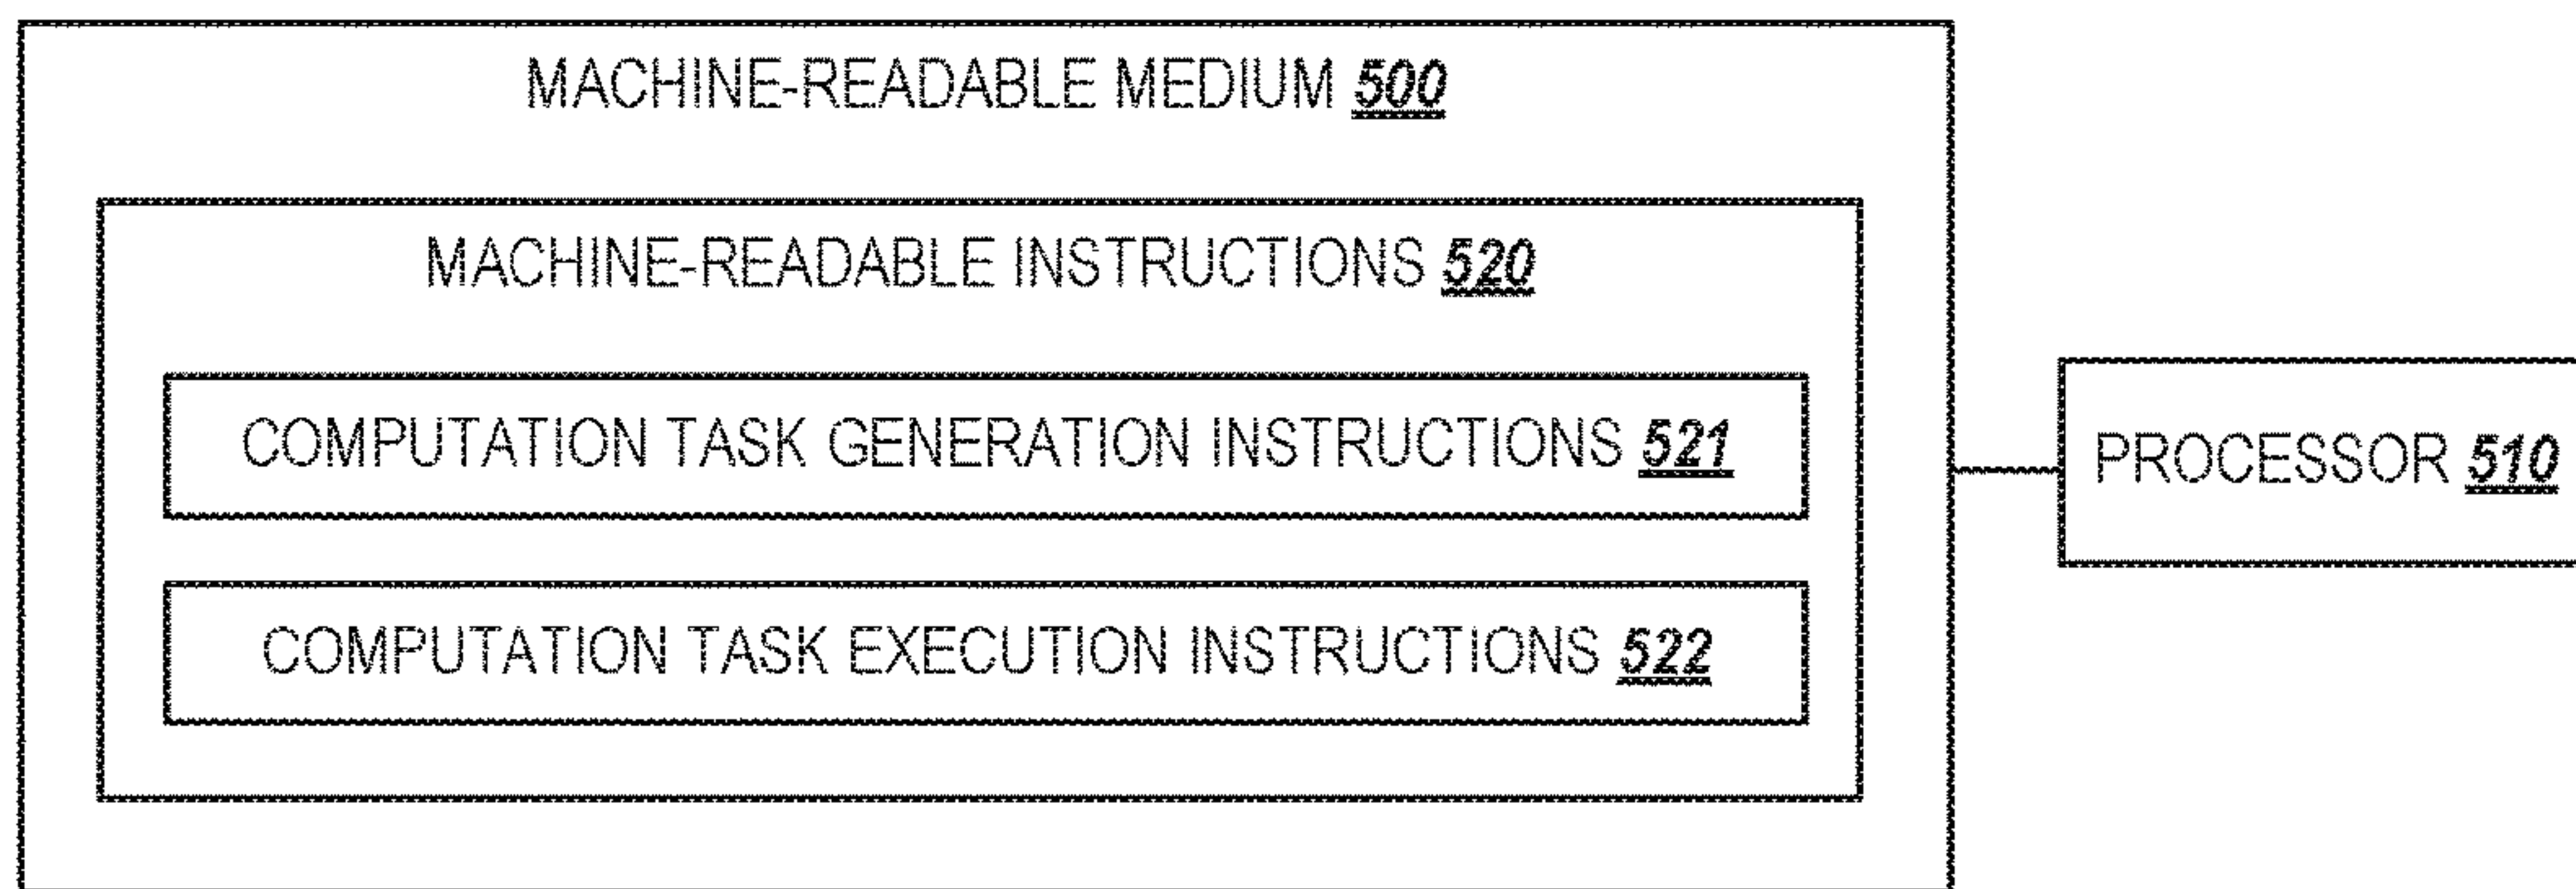 MACHINE-READABLE MEDIUM 500
MACHINE-READABLE INSTRUCTIONS 520
COMPUTATION TASK GENERATION INSTRUCTIONS 521
PROCESSOR 510
COMPUTATION TASK EXECUTION INSTRUCTIONS 522